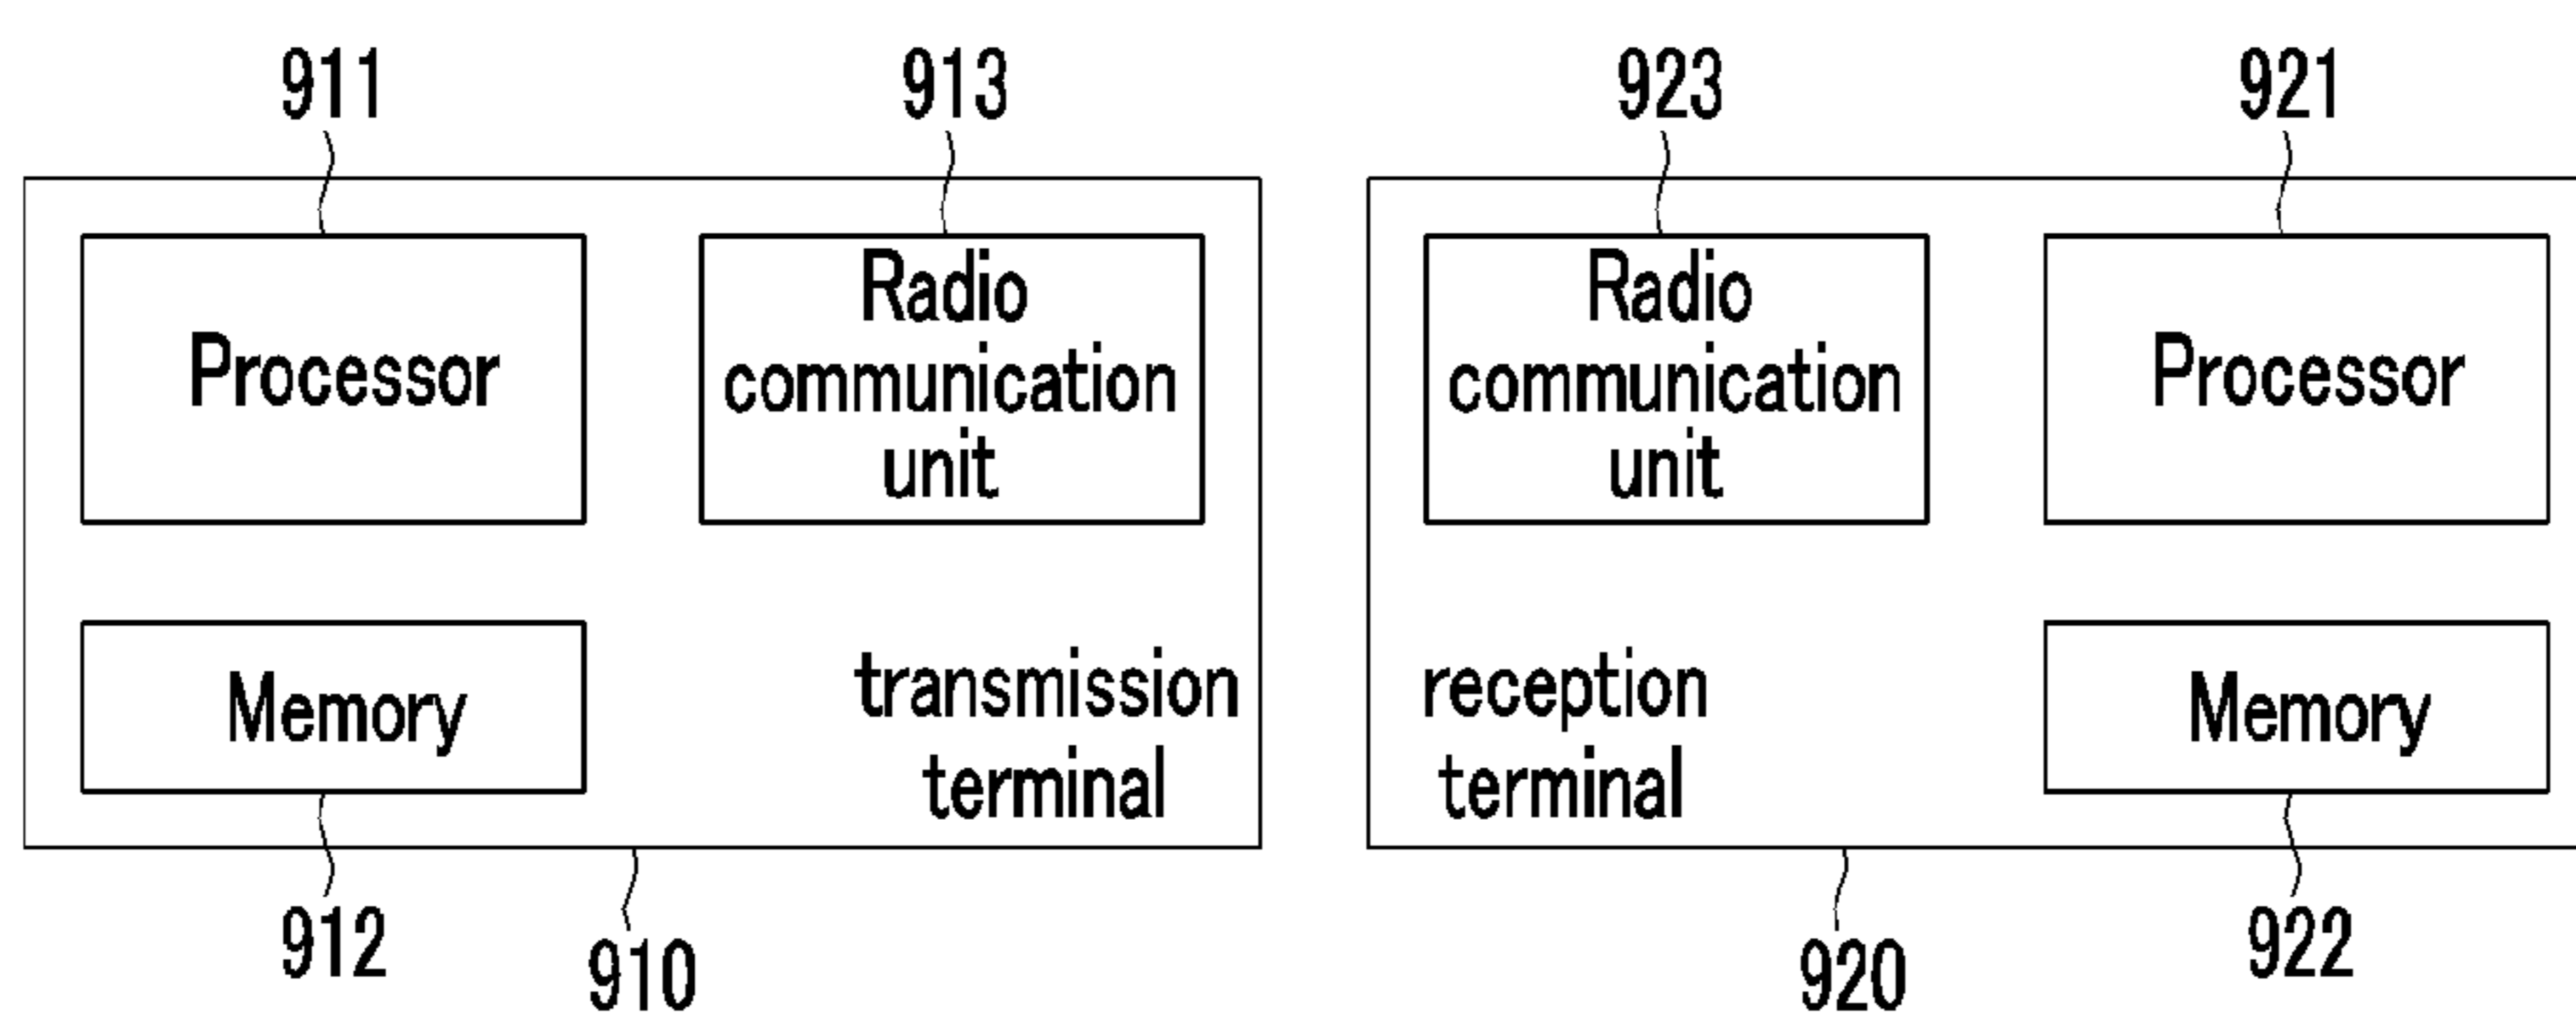 911
913
923
921
Processor
Radio
communication
unit
Radio
communication
unit
Processor
Memory
transmission
terminal
reception
terminal
Memory
912
910
920
922